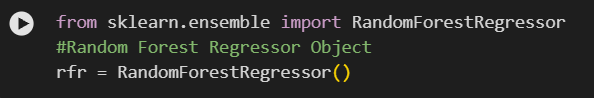 from sklearn.ensemble import RandomForestRegressor
#Random Forest Regressor Object
rfr = RandomForestRegressor()